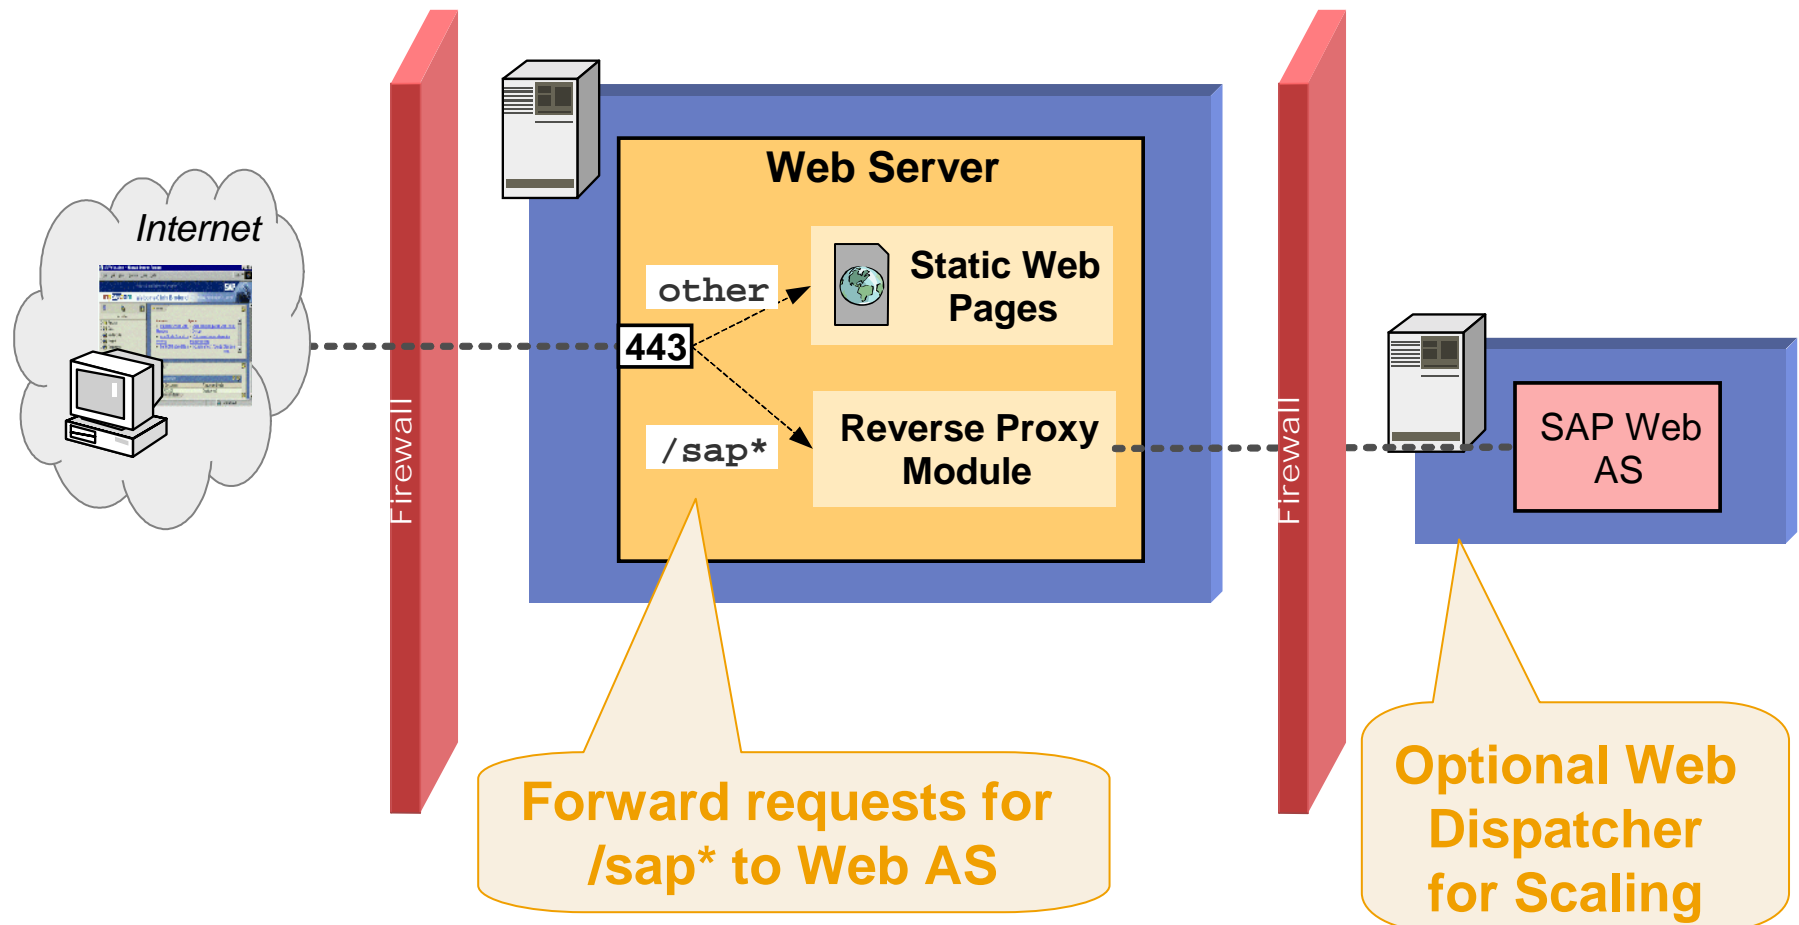 Internet
Firewall
Web Server
other
Static Web
Pages
443
/sap*
Reverse Proxy
Module
Firewall
SAP Web
AS
Forward requests for
/sap* to Web AS
Optional Web
Dispatcher
for Scaling